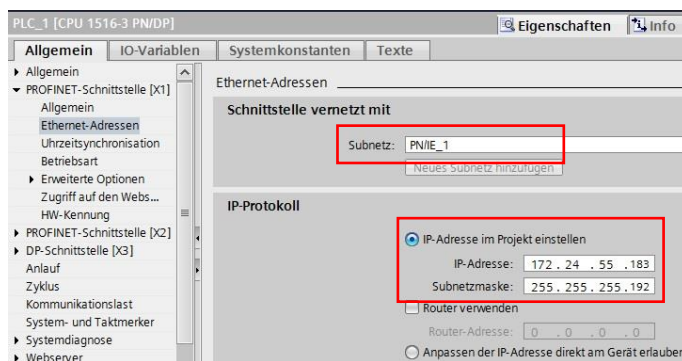 PLC_1 [CPU 1516-3 PN/DP]
Eigenschaften Info
Allgemein IO-Variablen Systemkonstanten Texte
Allgemein
PROFINET-Schnittstelle [X1]
Allgemein
Ethernet-Adressen
Uhrzeitsynchronisation
Betriebsart
Erweiterte Optionen
Zugriff auf den Webs...
HW-Kennung
PROFINET-Schnittstelle [X2]
DP-Schnittstelle [X3]
Anlauf
Zyklus
Kommunikationslast
System- und Taktmerker
Systemdiagnose
Webserver
Ethernet-Adressen
Schnittstelle vernetzt mit
Subnetz: PN/IE_1
Neues Subnetz hinzufügen
IP-Protokoll
IP-Adresse im Projekt einstellen
IP-Adresse: 172 . 24 . 55 . 183
Subnetzmaske: 255 . 255 . 255 . 192
Router verwenden
Router-Adresse: 0 . 0 . 0 . 0
Anpassen der IP-Adresse direkt am Gerät erlauben